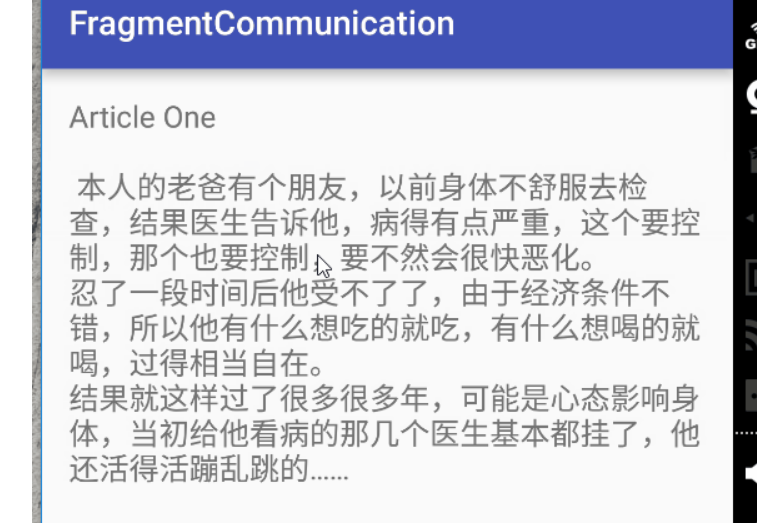 FragmentCommunication
Article One
本人的老爸有个朋友，以前身体不舒服去检
查，结果医生告诉他，病得有点严重，这个要控
制，那个也要控制，要不然会很快恶化。
忍了一段时间后他受不了了，由于经济条件不
错，所以他有什么想吃的就吃，有什么想喝的就
喝，过得相当自在。
结果就这样过了很多很多年，可能是心态影响身
体，当初给他看病的那几个医生基本都挂了，他
还活得活蹦乱跳的......